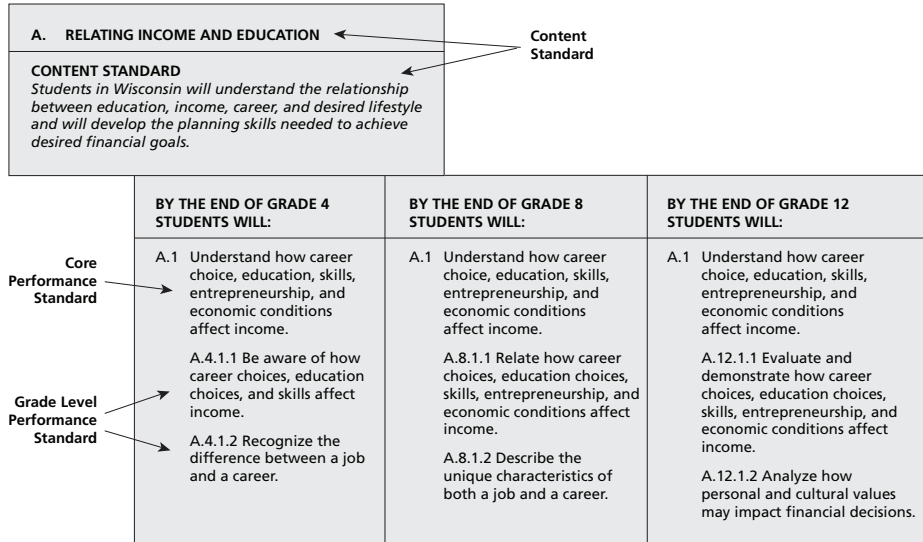 A. RELATING INCOME AND EDUCATION
Content
Standard
CONTENT STANDARD
Students in Wisconsin will understand the relationship
between education, income, career, and desired lifestyle
and will develop the planning skills needed to achieve
desired financial goals.
BY THE END OF GRADE 4
STUDENTS WILL:
Core
Performance
Standard
A.1 Understand how career
choice, education, skills,
entrepreneurship, and
economic conditions
affect income.
Grade Level
Performance
Standard
A.4.1.1 Be aware of how
career choices, education
choices, and skills affect
income.
A.4.1.2 Recognize the
difference between a job
and a career.
BY THE END OF GRADE 8
STUDENTS WILL:
A.1 Understand how career
choice, education, skills,
entrepreneurship, and
economic conditions
affect income.
A.8.1.1 Relate how career
choices, education choices,
skills, entrepreneurship, and
economic conditions affect
income.
A.8.1.2 Describe the
unique characteristics of
both a job and a career.
BY THE END OF GRADE 12
STUDENTS WILL:
A.1 Understand how career
choice, education, skills,
entrepreneurship, and
economic conditions
affect income.
A.12.1.1 Evaluate and
demonstrate how career
choices, education choices,
skills, entrepreneurship, and
economic conditions affect
income.
A.12.1.2 Analyze how
personal and cultural values
may impact financial decisions.